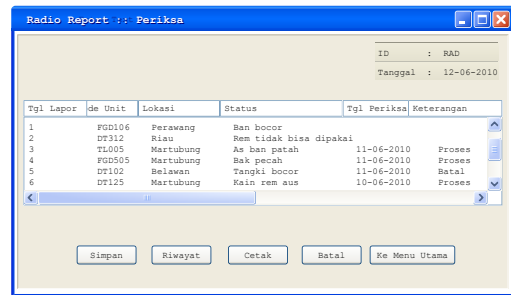 Radio Report :: Periksa
ID : RAD
Tanggal : 12-06-2010
Tgl Lapor de Unit Lokasi Status Tgl Periksa Keterangan
1 FGD106 Perawang Ban bocor
2 DT312 Riau Rem tidak bisa dipakai
3 TL005 Martubung As ban patah 11-06-2010 Proses
4 FGD505 Martubung Bak pecah 11-06-2010 Proses
5 DT102 Belawan Tangki bocor 11-06-2010 Batal
6 DT125 Martubung Kain rem aus 10-06-2010 Proses
Simpan Riwayat Cetak Batal Ke Menu Utama